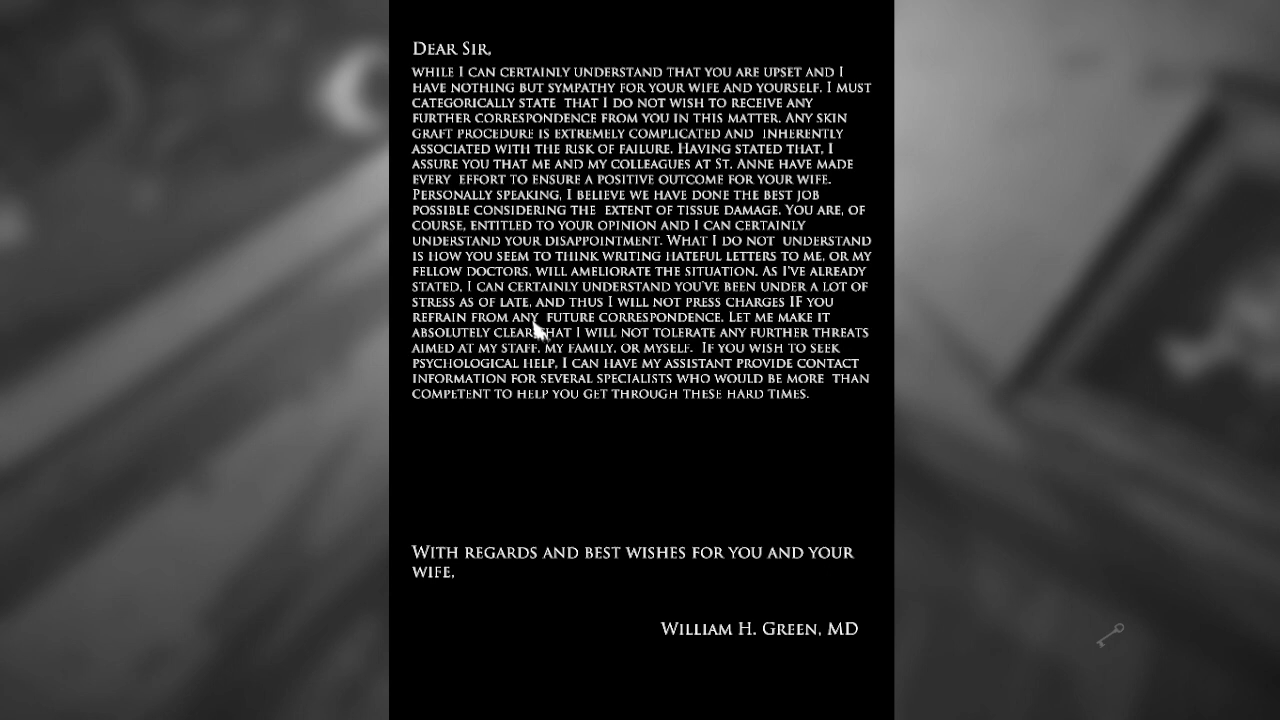 Dear Sir,
while I can certainly understand that you are upset and I
have nothing but sympathy for your wife and yourself. I must
categorically state that I do not wish to receive any
further correspondence from you in this matter. Any skin
graft procedure is extremely complicated and inherently
associated with the risk of failure. Having stated that, I
assure you that me and my colleagues at St. Anne have made
every effort to ensure a positive outcome for your wife.
Personally speaking, I believe we have done the best job
possible considering the extent of tissue damage. You are, of
course, entitled to your opinion and I can certainly
understand your disappointment. What I do not understand
is how you seem to think writing hateful letters to me, or my
fellow doctors, will ameliorate the situation. As I've already
stated, I can certainly understand you've been under a lot of
stress as of late, and thus I will not press charges IF you
refrain from any future correspondence. Let me make it
absolutely clear that I will not tolerate any further threats
aimed at my staff, my family, or myself. If you wish to seek
psychological help, I can have my assistant provide contact
information for several specialists who would be more than
competent to help you get through these hard times.
With regards and best wishes for you and your
wife,
William H. Green, MD